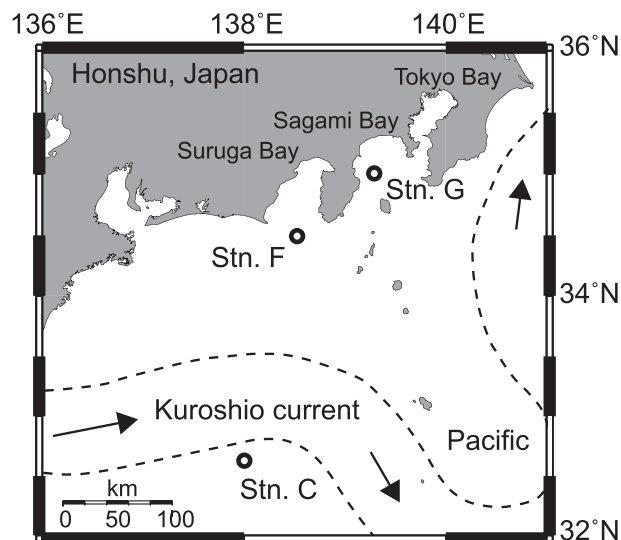 136˚E 138˚E 140˚E
36˚N
Honshu, Japan
Tokyo Bay
Sagami Bay
Suruga Bay
Stn. G
Stn. F
34˚N
Kuroshio current
Pacific
Stn. C
km
0 50 100
32˚N